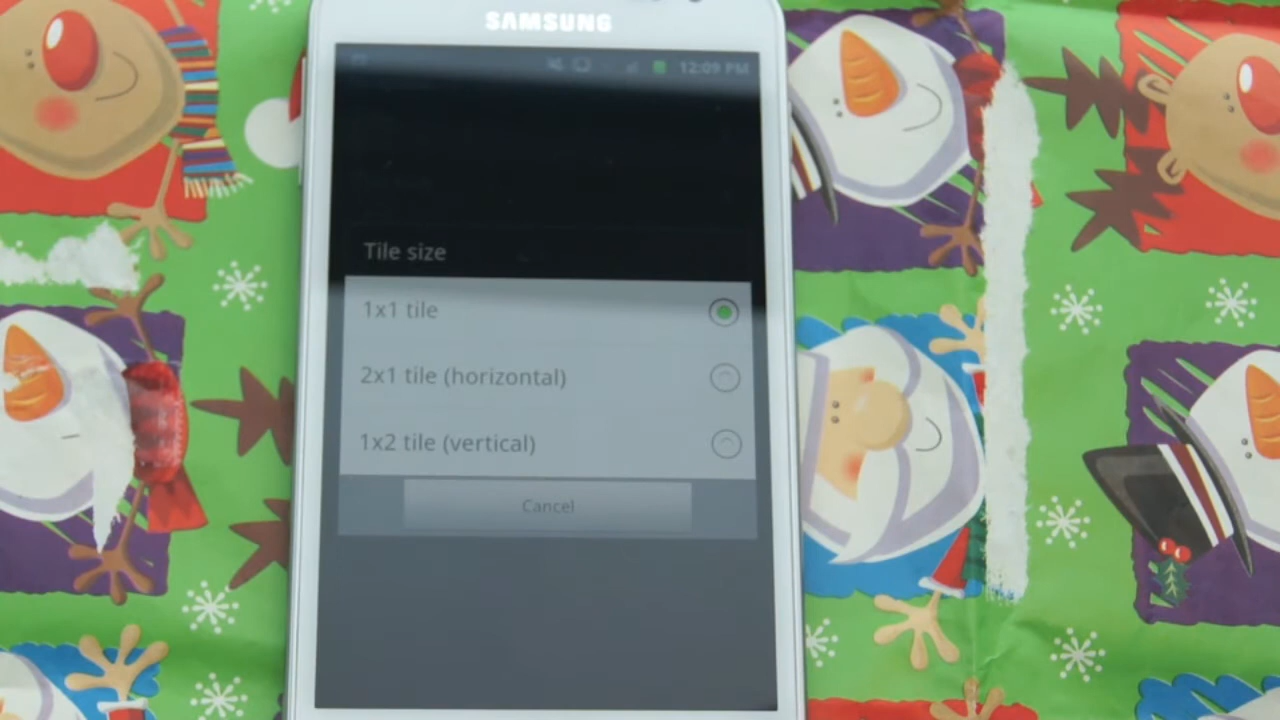 SAMSUNG
12:09 PM
Tile size
1x1 tile
2x1 tile (horizontal)
1x2 tile (vertical)
Cancel